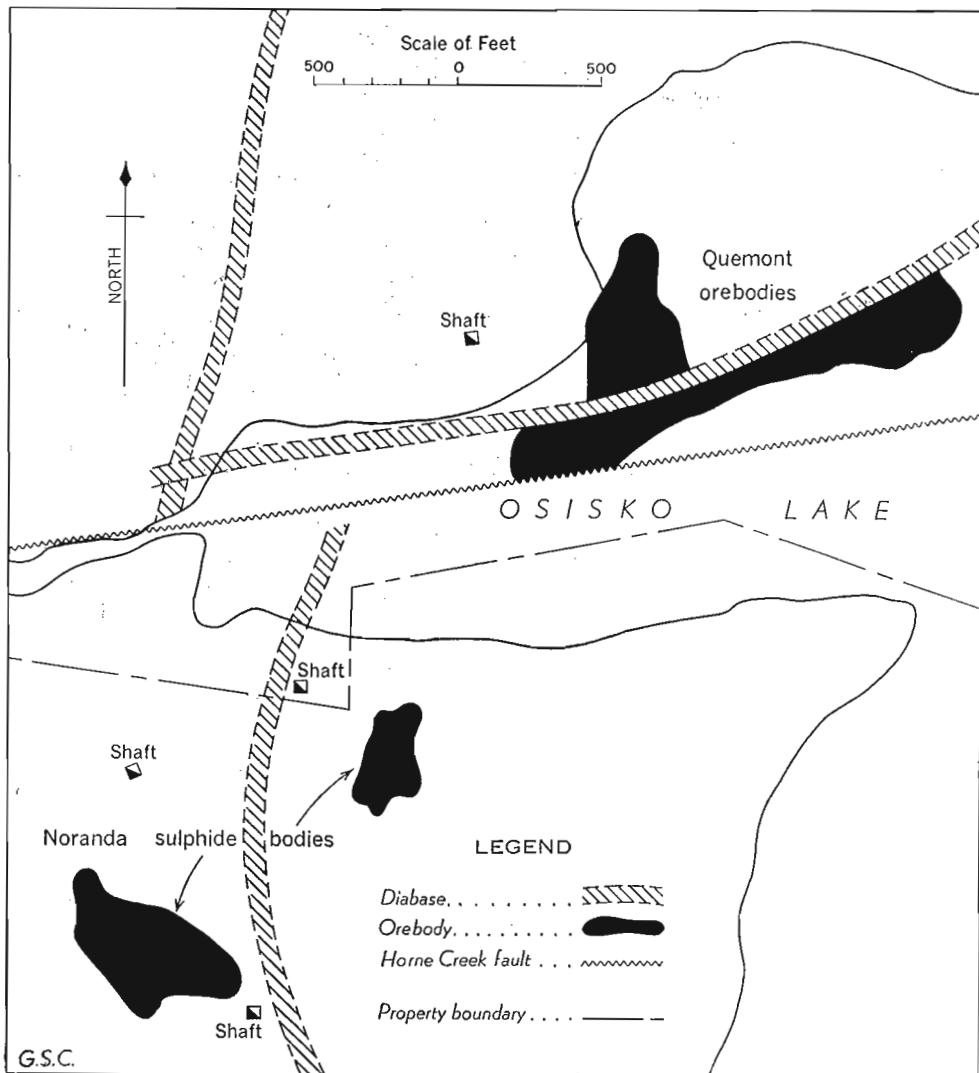 Scale of Feet
500 0 500
NORTH
Quemont
orebodies
Shaft
OSISKO LAKE
Shaft
Shaft
Noranda sulphide bodies
LEGEND
Diabase. . . . . . . .
Orebody. . . . . . . . . .
Horne Creek fault . . .
Property boundary . . . .
Shaft
G.S.C.